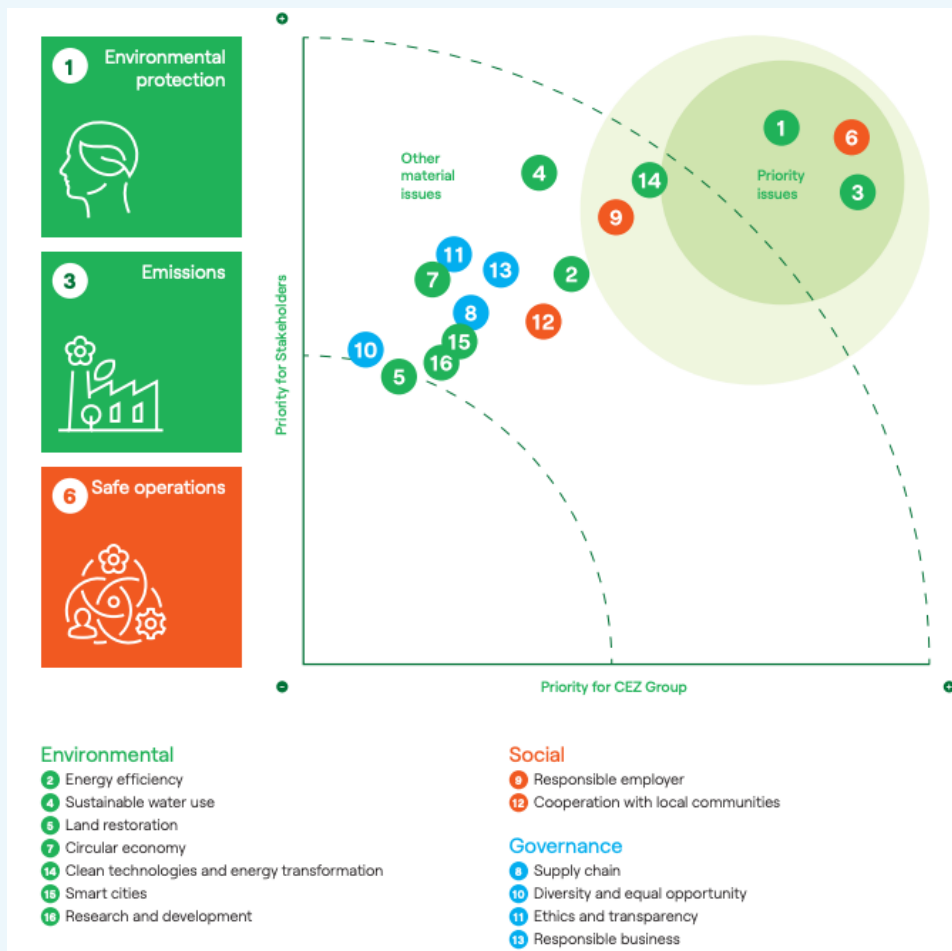 1
Environmental
protection
3
Emissions
6
Safe operations
+
Priority for Stakeholders
Other
material
issues
Priority
issues
1
6
4
14
3
9
11
13
2
7
8
12
15
10
16
5
-
Priority for CEZ Group
+
Environmental
2 Energy efficiency
4 Sustainable water use
5 Land restoration
7 Circular economy
14 Clean technologies and energy transformation
15 Smart cities
16 Research and development
Social
9 Responsible employer
12 Cooperation with local communities
Governance
8 Supply chain
10 Diversity and equal opportunity
11 Ethics and transparency
13 Responsible business